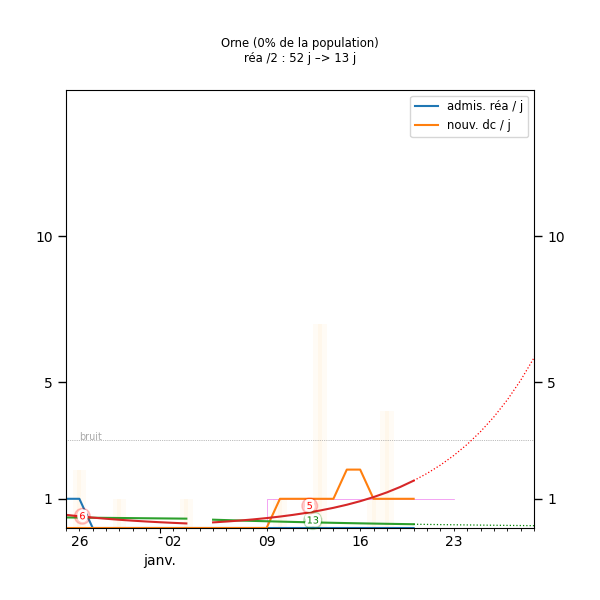 Orne (0% de la population)
réa /2 : 52 j –> 13 j
admis. réa / j
nouv. dc / j
10
10
5
5
bruit
1
1
6
5
13
26
02
09
16
23
janv.